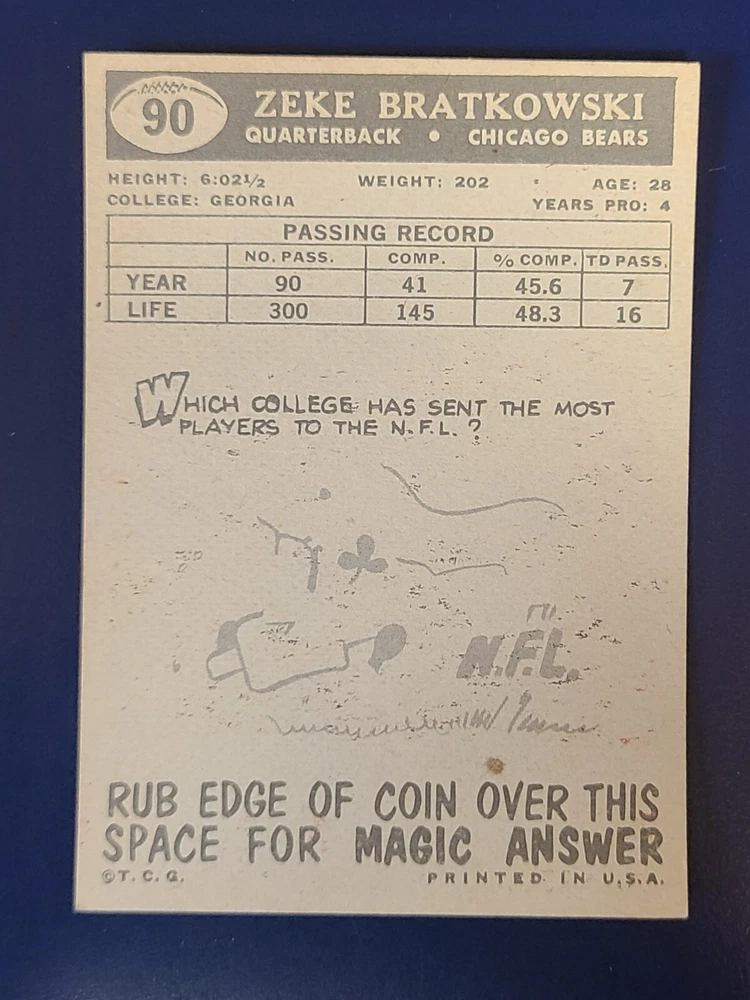 90
ZEKE BRATKOWSKI
QUARTERBACK • CHICAGO BEARS
HEIGHT: 6:02½ WEIGHT: 202 AGE: 28
COLLEGE: GEORGIA YEARS PRO: 4
PASSING RECORD
NO. PASS. COMP. % COMP. TD PASS.
YEAR 90 41 45.6 7
LIFE 300 145 48.3 16
WHICH COLLEGE HAS SENT THE MOST
PLAYERS TO THE N.F.L.?
N.F.L.
RUB EDGE OF COIN OVER THIS
SPACE FOR MAGIC ANSWER
©T.C.G. PRINTED IN U.S.A.